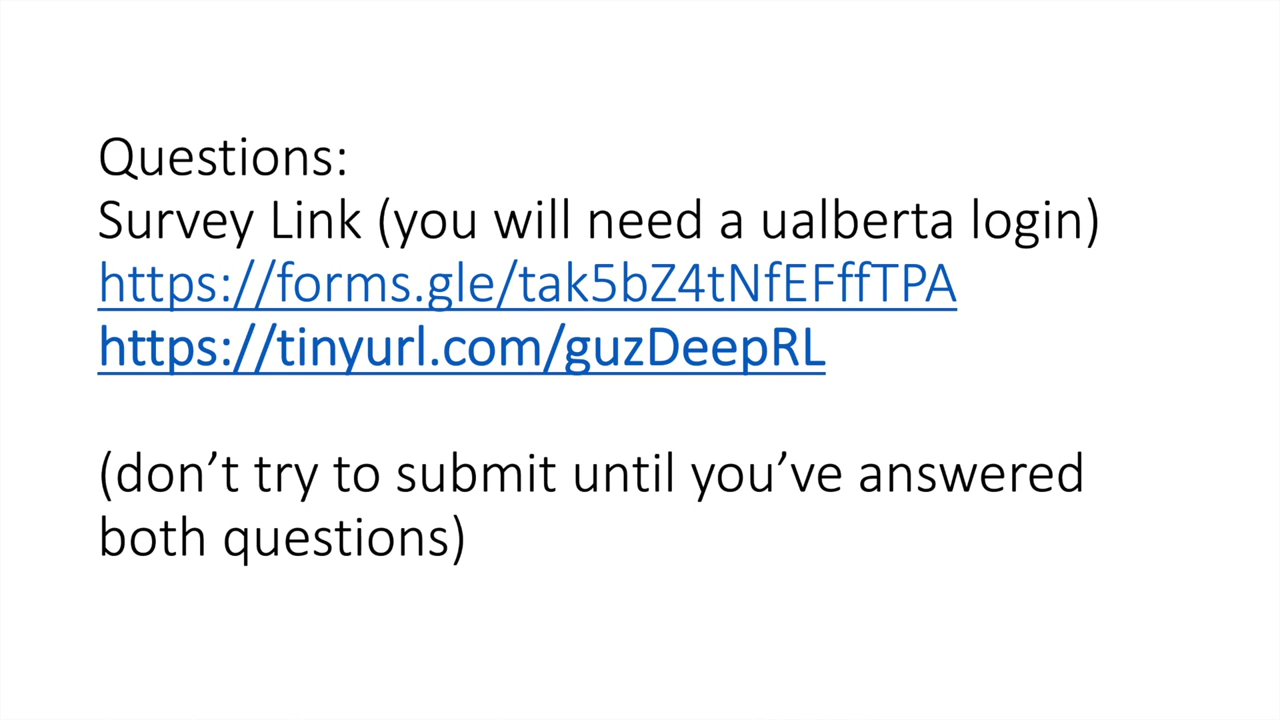 Questions:
Survey Link (you will need a ualberta login)
https://forms.gle/tak5bZ4tNfEFffTPA
https://tinyurl.com/guzDeepRL
(don’t try to submit until you’ve answered
both questions)